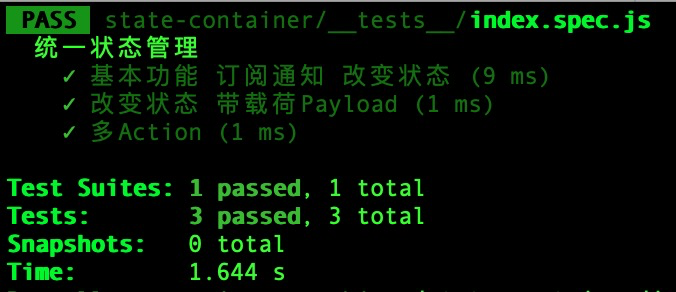 PASS state-container/__tests__/index.spec.js
统一状态管理
✓ 基本功能 订阅通知 改变状态 (9 ms)
✓ 改变状态 带载荷Payload (1 ms)
✓ 多Action (1 ms)
Test Suites: 1 passed, 1 total
Tests: 3 passed, 3 total
Snapshots: 0 total
Time: 1.644 s